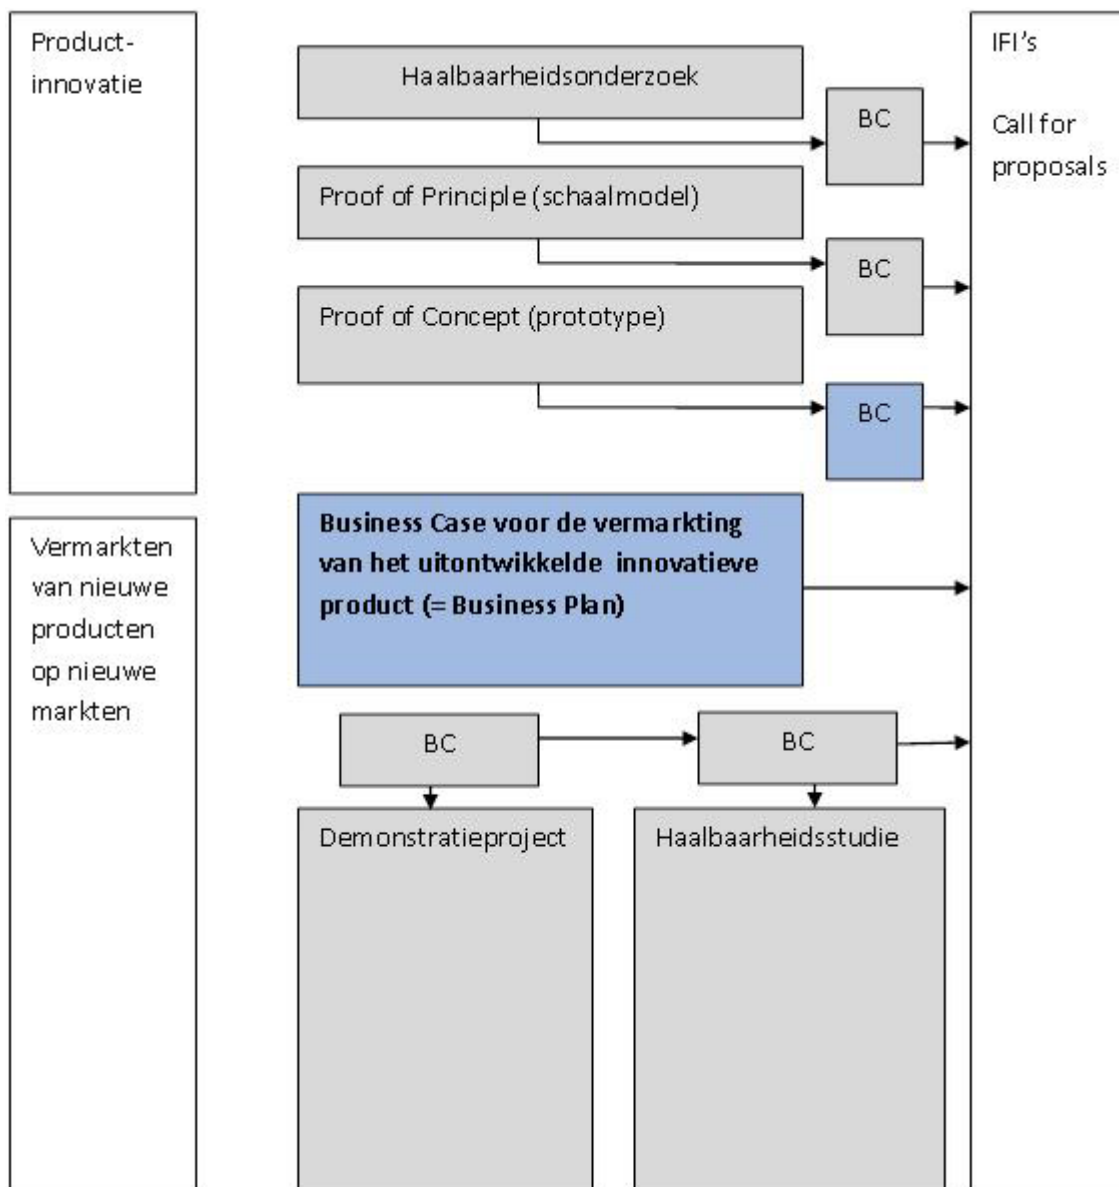 Product-
innovatie
Haalbaarheidsonderzoek
BC
IFI's
Call for
proposals
Proof of Principle (schaalmodel)
BC
Proof of Concept (prototype)
BC
Vermarkten
van nieuwe
producten
op nieuwe
markten
Business Case voor de vermarkting
van het uitontwikkelde innovatieve
product (= Business Plan)
BC
BC
Demonstratieproject
Haalbaarheidsstudie